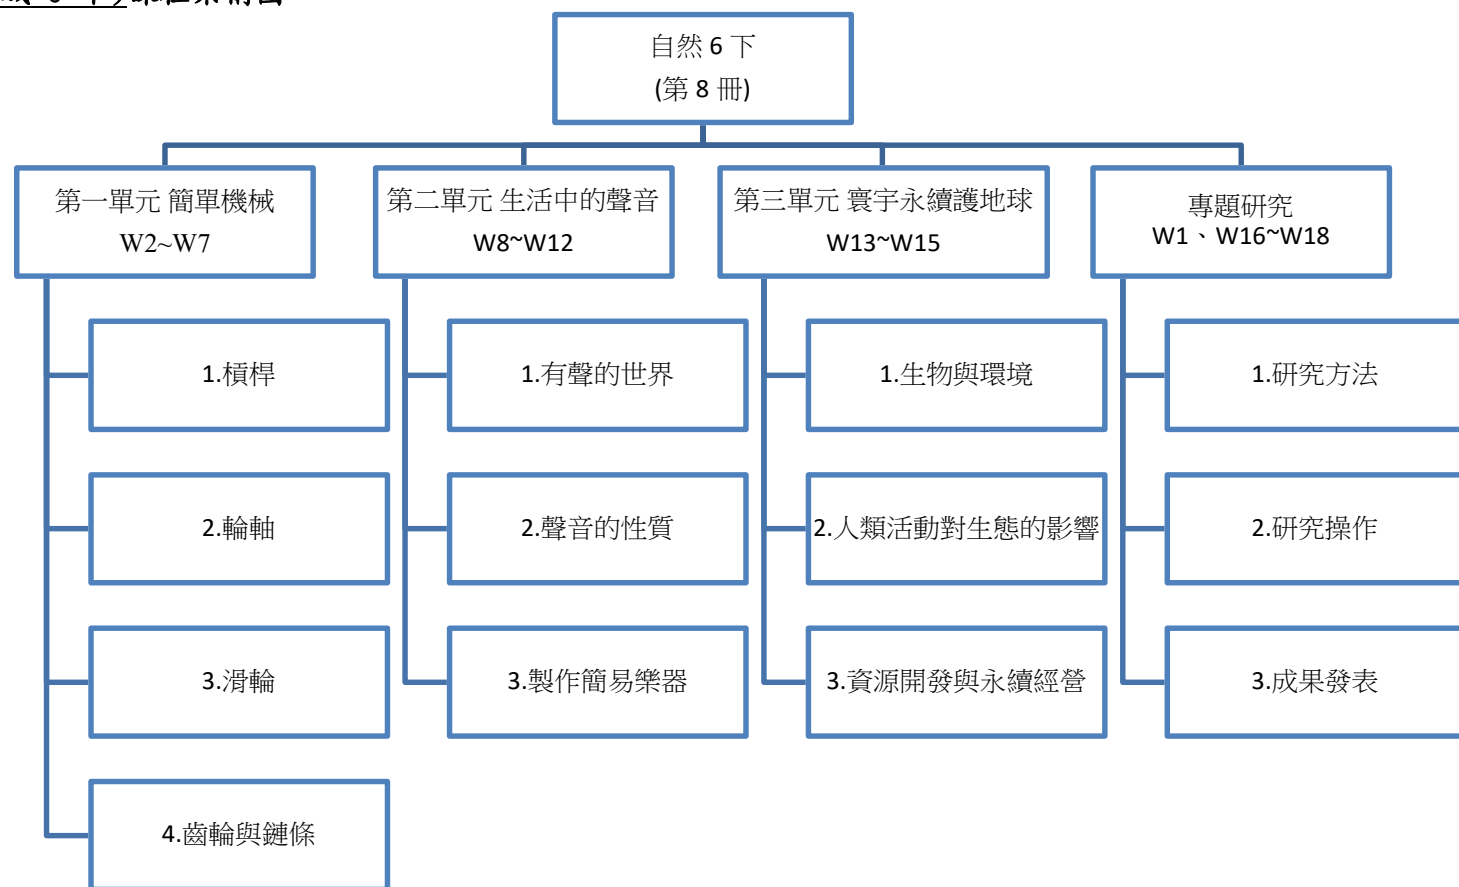 課程架構圖
自然 6 下
(第 8 冊)
第一單元 簡單機械
W2~W7
第二單元 生活中的聲音
W8~W12
第三單元 寰宇永續護地球
W13~W15
專題研究
W1、W16~W18
1.槓桿
1.有聲的世界
1.生物與環境
1.研究方法
2.輪軸
2.聲音的性質
2.人類活動對生態的影響
2.研究操作
3.滑輪
3.製作簡易樂器
3.資源開發與永續經營
3.成果發表
4.齒輪與鏈條